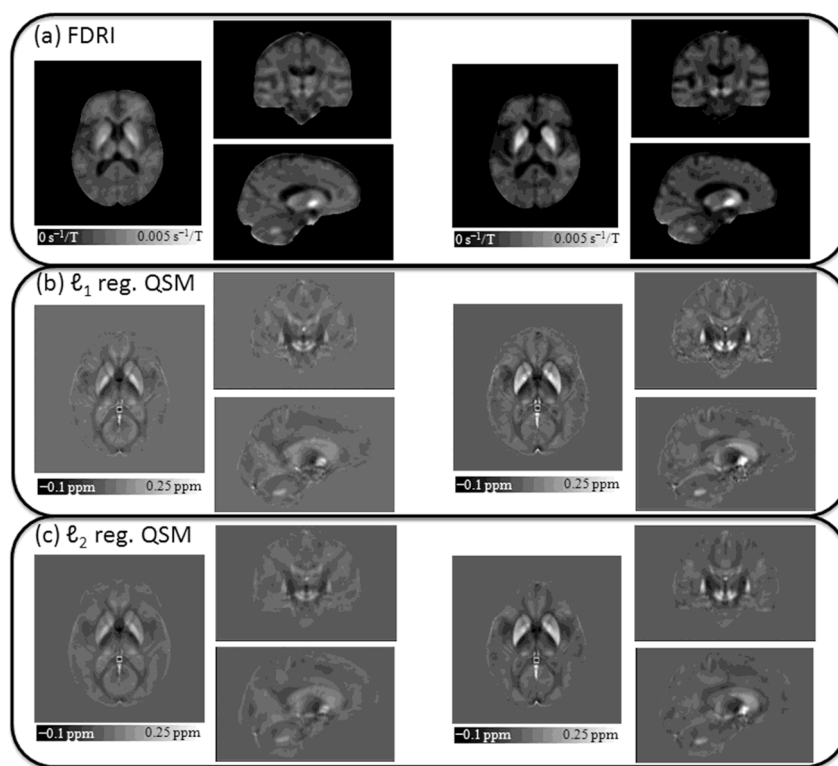 (a) FDRI
0 s⁻¹/T 0.005 s⁻¹/T
0 s⁻¹/T 0.005 s⁻¹/T
(b) ℓ₁ reg. QSM
−0.1 ppm 0.25 ppm
−0.1 ppm 0.25 ppm
(c) ℓ₂ reg. QSM
−0.1 ppm 0.25 ppm
−0.1 ppm 0.25 ppm